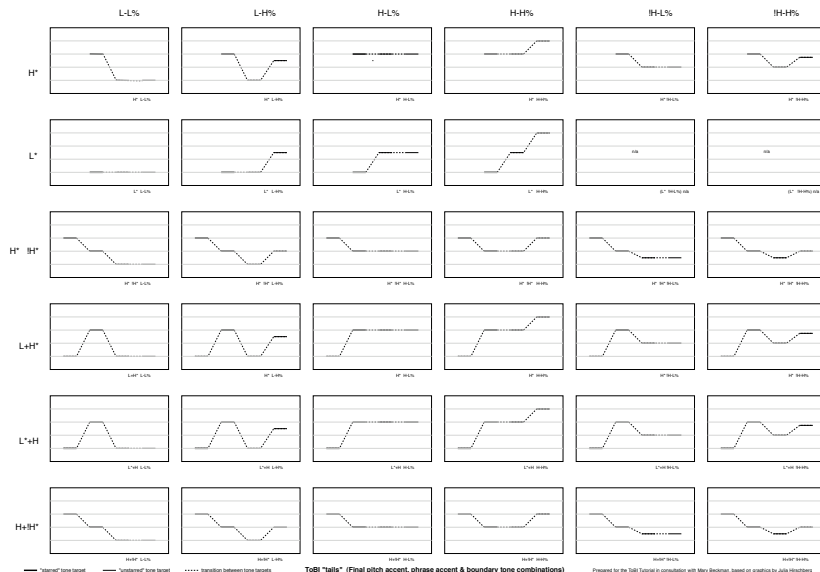 L-L% L-H% H-L% H-H% !H-L% !H-H%
H*
H* L-L% H* L-H% H* H-L% H* H-H% H* !H-L% H* !H-H%
L*
n/a n/a
L* L-L% L* L-H% L* H-L% L* H-H% (L* !H-L%) n/a (L* !H-H%) n/a
H* !H*
H* !H* L-L% H* !H* L-H% H* !H* H-L% H* !H* H-H% H* !H* !H-L% H* !H* !H-H%
L+H*
L+H* L-L% H* L-H% H* H-L% H* H-H% H* !H-L% H* !H-H%
L*+H
L*+H L-L% L*+H L-H% L*+H H-L% L*+H H-H% L*+H !H-L% L*+H !H-H%
H+!H*
H+!H* L-L% H+!H* L-H% H+!H* H-L% H+!H* H-H% H+!H* !H-L% H+!H* !H-H%
"starred" tone target "unstarred" tone target transition between tone targets ToBI "tails" (Final pitch accent, phrase accent & boundary tone combinations) Prepared for the ToBI Tutorial in consultation with Mary Beckman, based on graphics by Julia Hirschberg